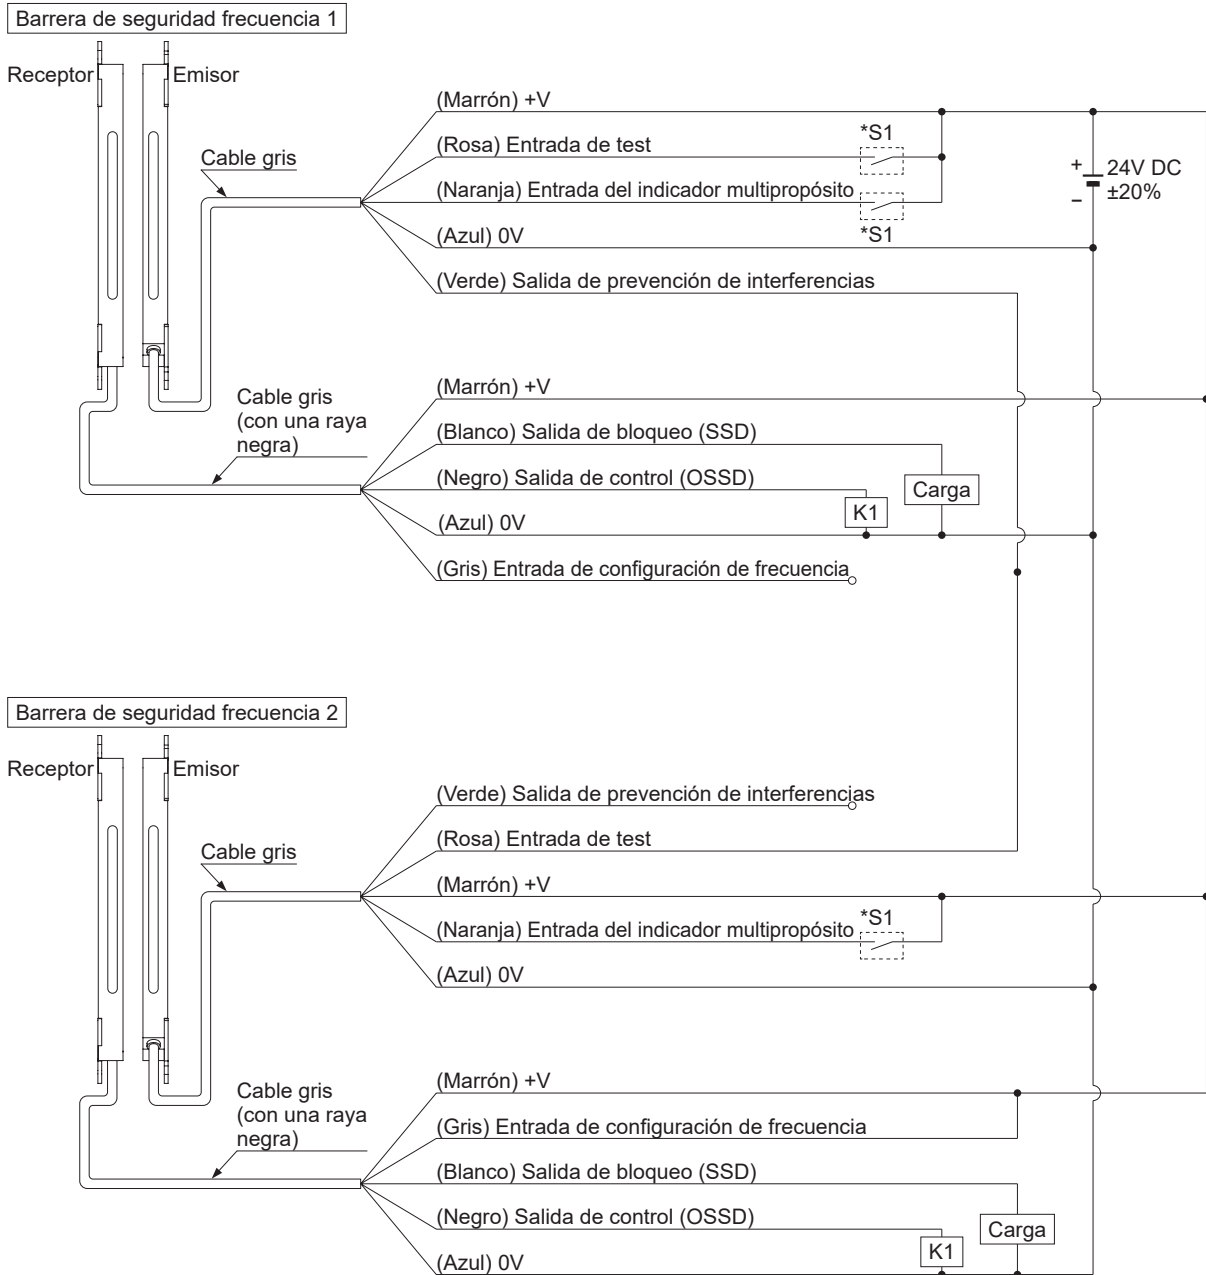 Barrera de seguridad frecuencia 1
Receptor
Emisor
Cable gris
(Marrón) +V
(Rosa) Entrada de test
*S1
(Naranja) Entrada del indicador multipropósito
*S1
(Azul) 0V
(Verde) Salida de prevención de interferencias
+
24V DC
−
±20%
Cable gris
(con una raya
negra)
(Marrón) +V
(Blanco) Salida de bloqueo (SSD)
(Negro) Salida de control (OSSD)
K1
Carga
(Azul) 0V
(Gris) Entrada de configuración de frecuencia
Barrera de seguridad frecuencia 2
Receptor
Emisor
Cable gris
(Verde) Salida de prevención de interferencias
(Rosa) Entrada de test
(Marrón) +V
(Naranja) Entrada del indicador multipropósito
*S1
(Azul) 0V
Cable gris
(con una raya
negra)
(Marrón) +V
(Gris) Entrada de configuración de frecuencia
(Blanco) Salida de bloqueo (SSD)
(Negro) Salida de control (OSSD)
K1
Carga
(Azul) 0V